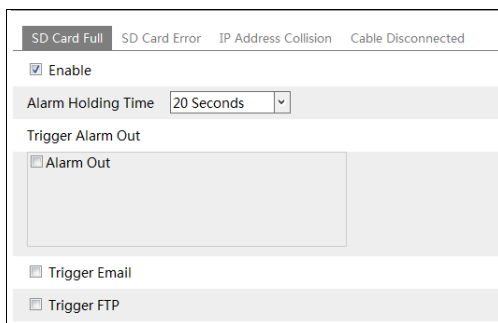 SD Card Full SD Card Error IP Address Collision Cable Disconnected
Enable
Alarm Holding Time 20 Seconds
Trigger Alarm Out
Alarm Out
Trigger Email
Trigger FTP